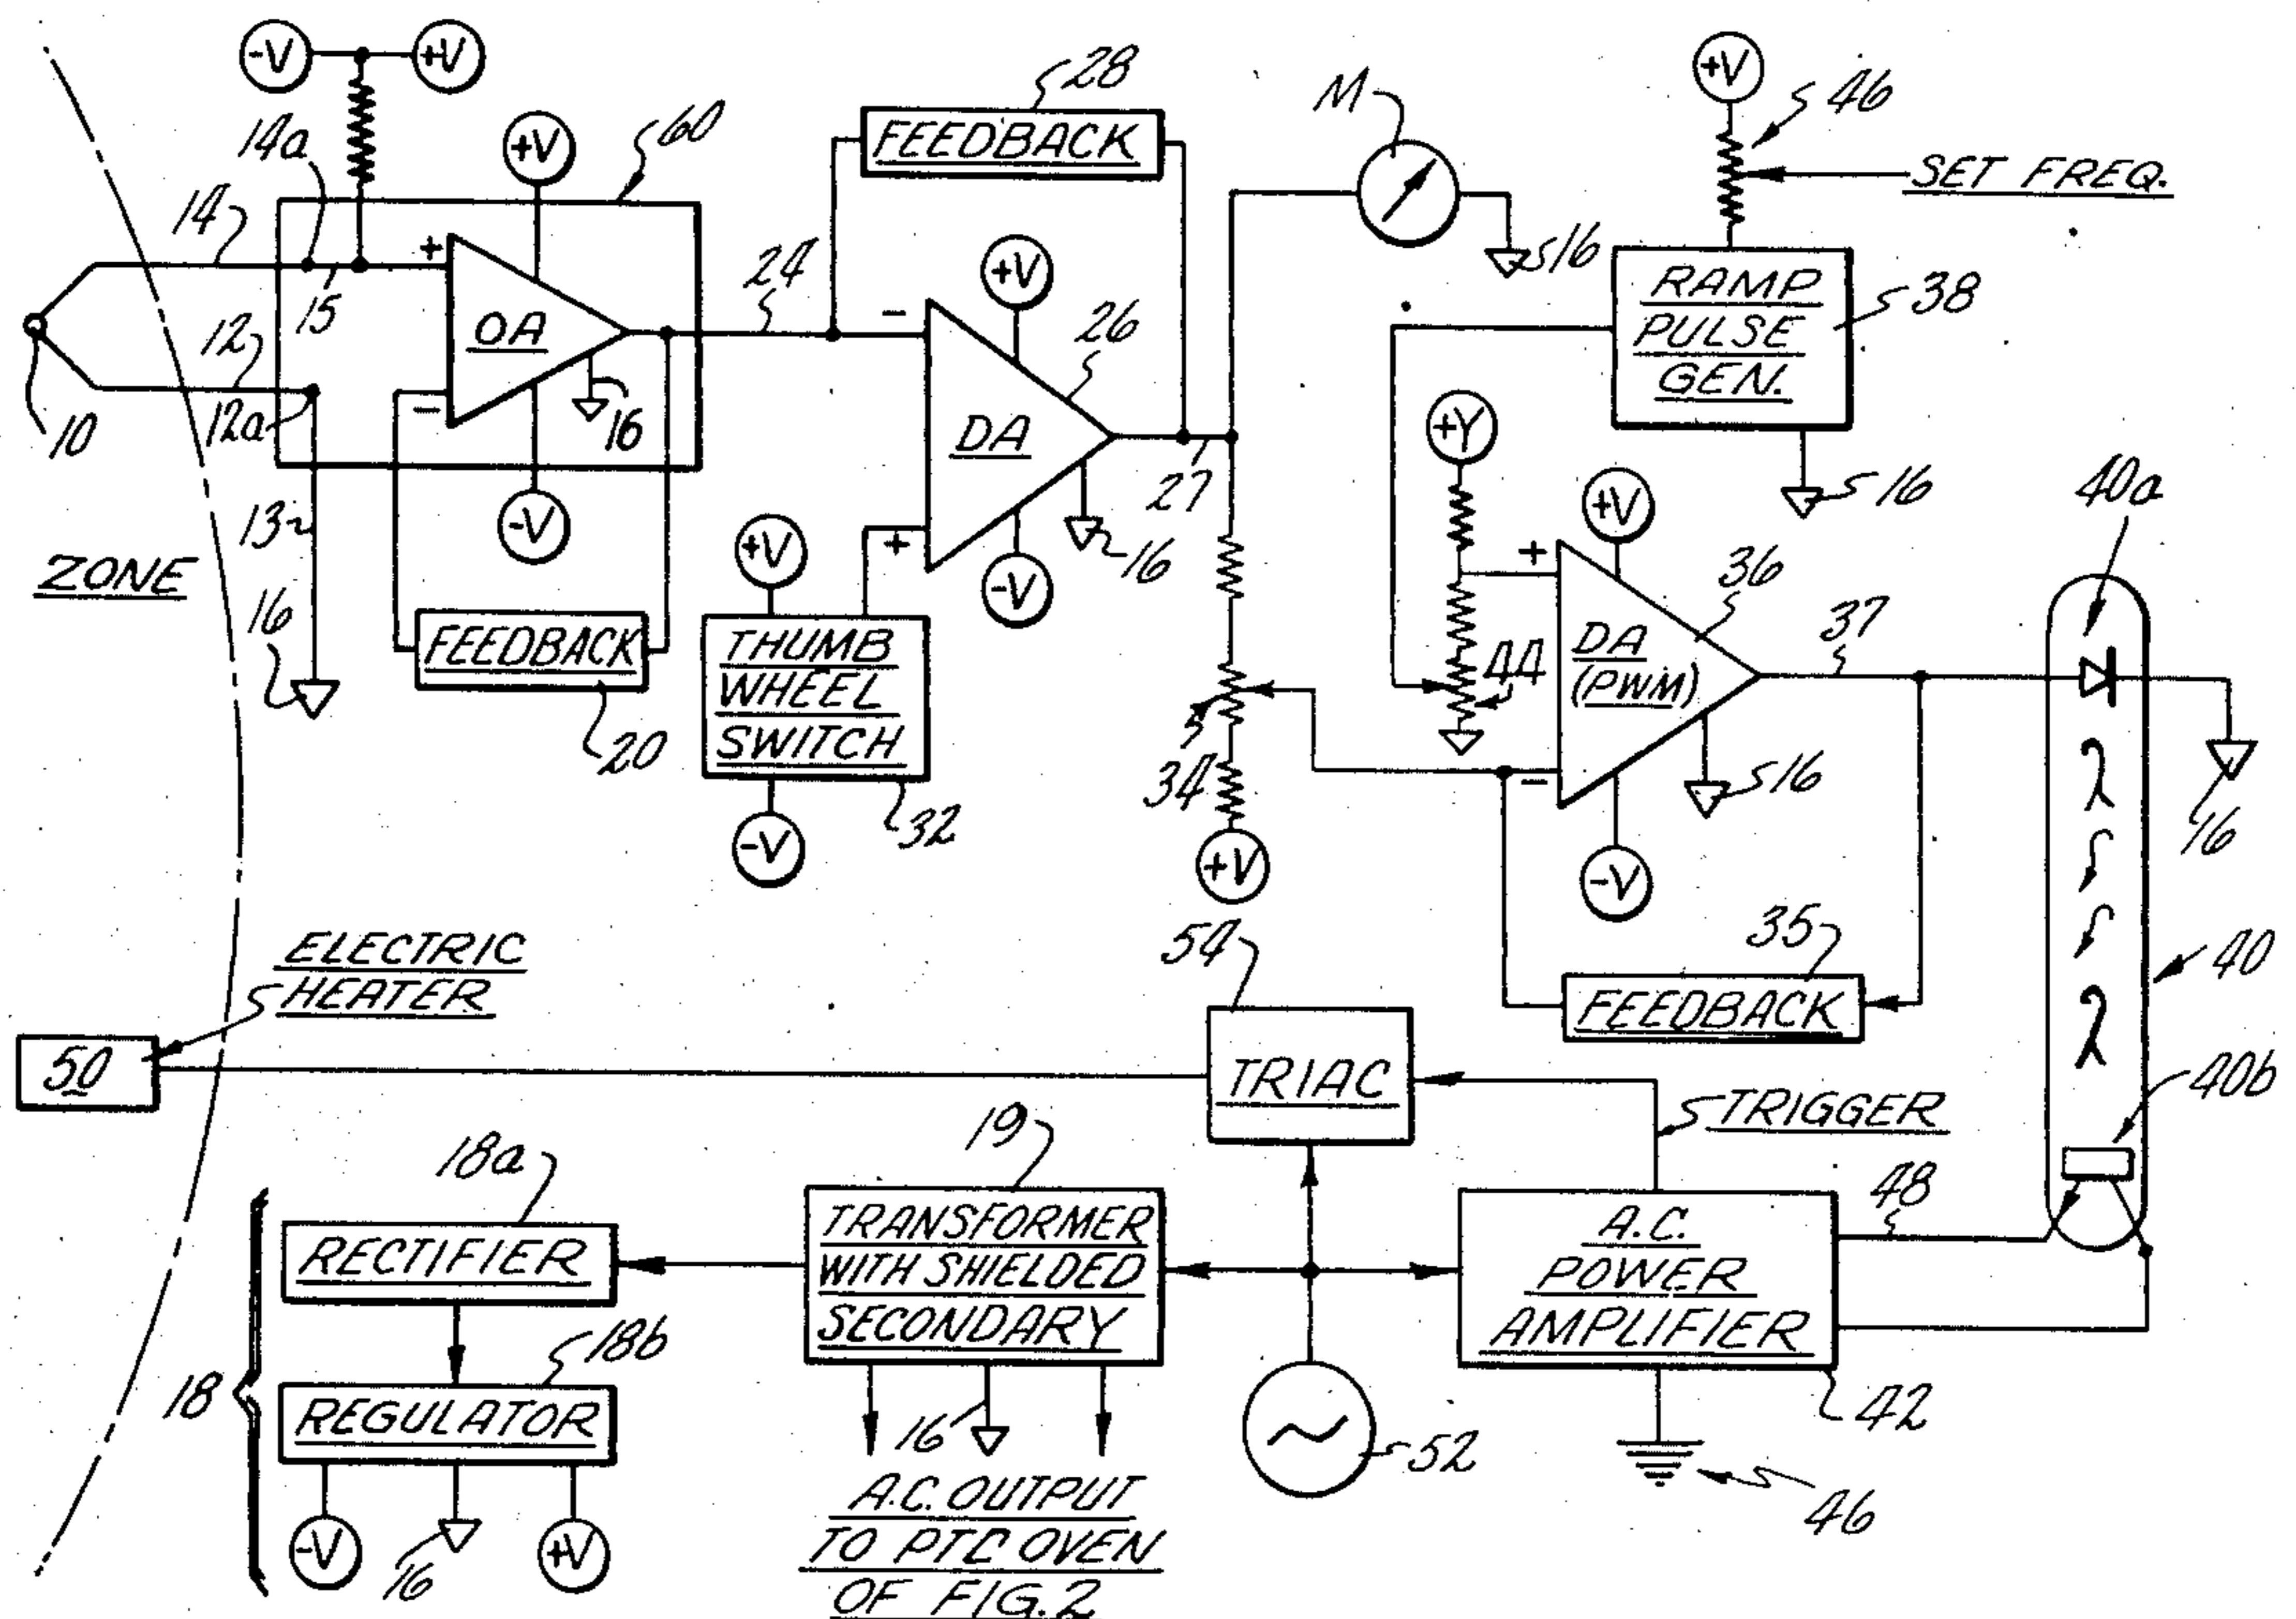 -V
+V
14a
+V
60
28
FEEDBACK
M
+V
46
SET FREQ.
14
15
+
OA
12
-
12a
10
16
-V
24
-
+V
26
DA
27
16
RAMP
PULSE
GEN.
38
16
13
ZONE
16
FEEDBACK
20
+V
+
-V
16
THUMB
WHEEL
SWITCH
32
-V
34
+V
+Y
44
+
+V
36
DA
(PWM)
-
16
-V
37
40a
λ
λ
16
40
40b
35
FEEDBACK
ELECTRIC
HEATER
50
54
TRIAC
TRIGGER
18
18a
RECTIFIER
18b
REGULATOR
-V
16
+V
19
TRANSFORMER
WITH SHIELDED
SECONDARY
16
A.C. OUTPUT
TO PTC OVEN
OF FIG. 2
52
A.C.
POWER
AMPLIFIER
48
42
46